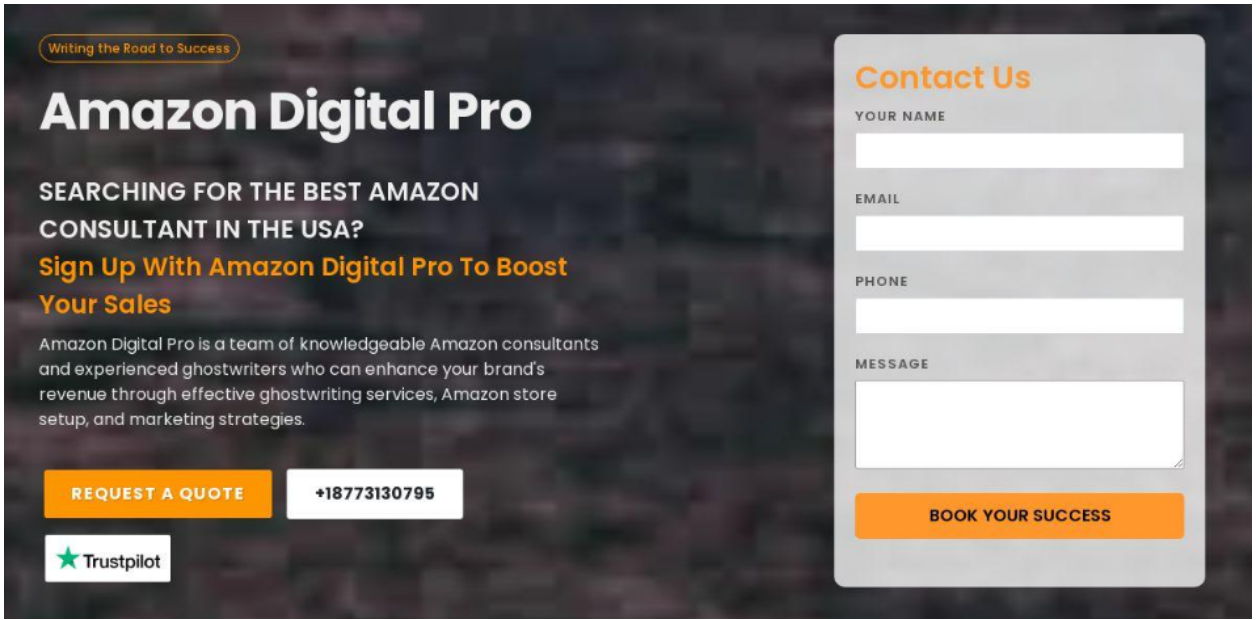 Writing the Road to Success
Amazon Digital Pro
SEARCHING FOR THE BEST AMAZON
CONSULTANT IN THE USA?
Sign Up With Amazon Digital Pro To Boost
Your Sales
Amazon Digital Pro is a team of knowledgeable Amazon consultants
and experienced ghostwriters who can enhance your brand's
revenue through effective ghostwriting services, Amazon store
setup, and marketing strategies.
REQUEST A QUOTE
+18773130795
Trustpilot
Contact Us
YOUR NAME
EMAIL
PHONE
MESSAGE
BOOK YOUR SUCCESS